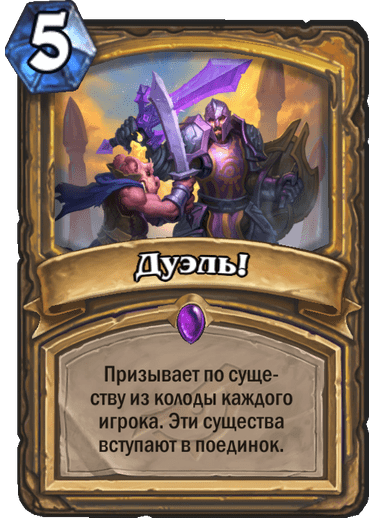 5
Дуэль!
Призывает по суще-
ству из колоды каждого
игрока. Эти существа
вступают в поединок.